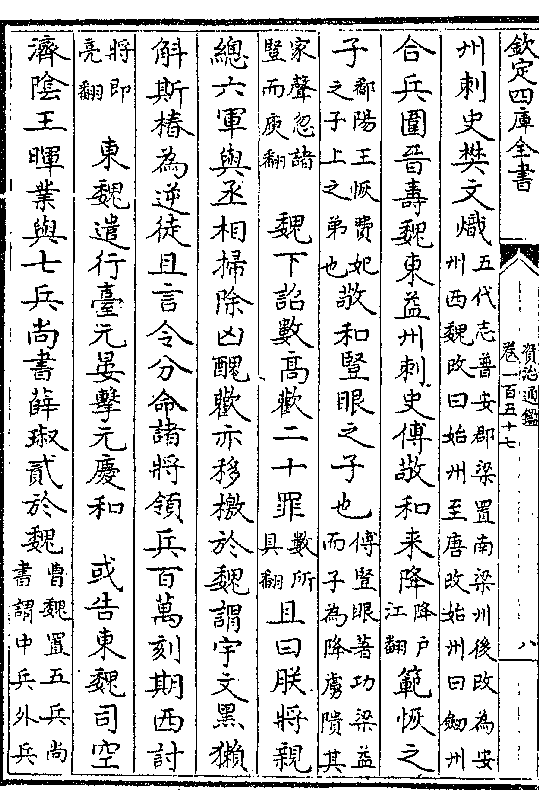 欽定四庫全書
資治通鑑
卷一百五十七
八
州刺史樊文熾五代志普安郡梁置南梁州後改為安
州西魏改曰始州至唐改始州曰劒州
合兵圍晉壽魏東益州刺史傅敬和來降降户
江翻範恢之
子鄱陽王恢費妃
之子上之弟也敬和豎眼之子也傅豎眼著功梁益
而子為降虜隤其
家聲忽諸
豎而庾翻魏下詔數高歡二十罪數所
具翻且曰朕將親
總六軍與丞相掃除凶醜歡亦移檄於魏謂宇文黑獺
斛斯椿為逆徒且言令分命諸將領兵百萬刻期西討
將即
亮翻東魏遣行臺元晏擊元慶和或告東魏司空
濟陰王暉業與七兵尚書薛琡貳於魏曹魏置五兵尚
書謂中兵外兵